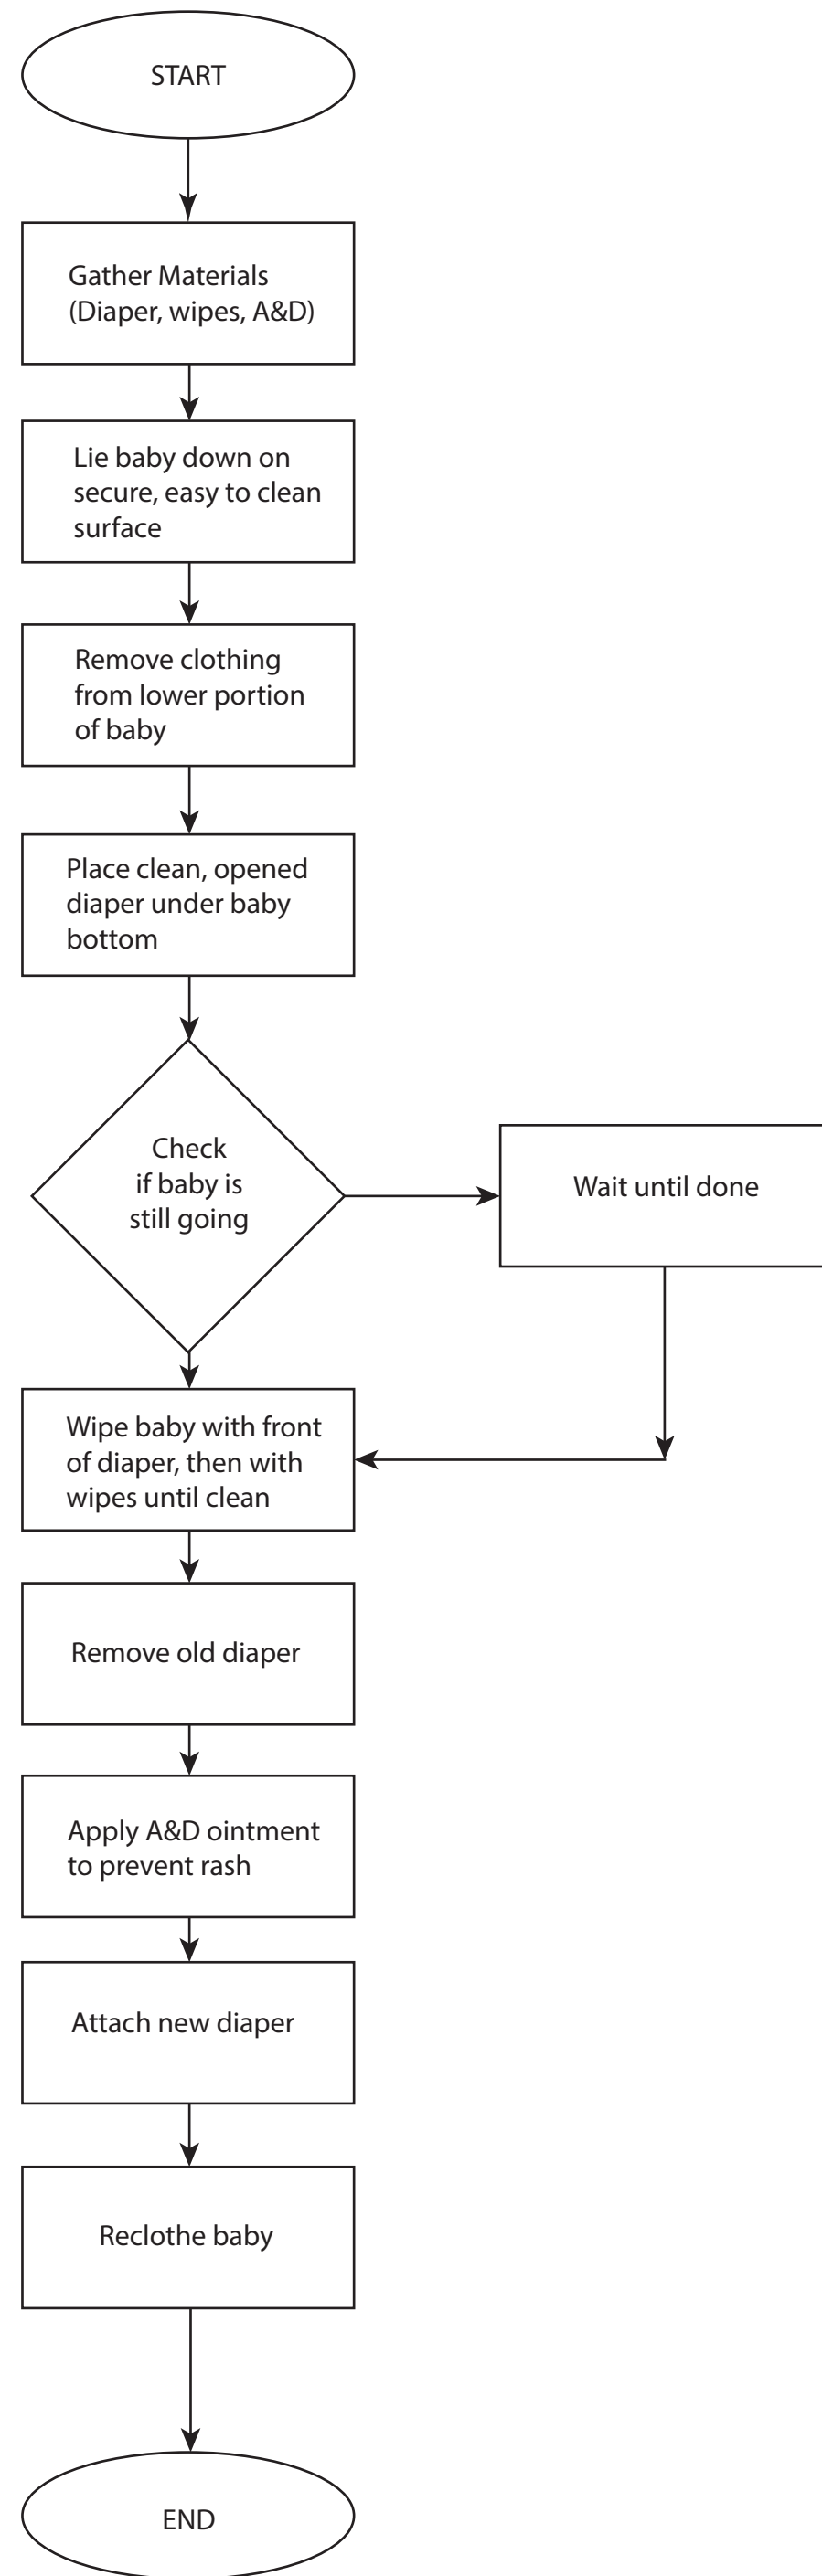 START
Gather Materials
(Diaper, wipes, A&D)
Lie baby down on
secure, easy to clean
surface
Remove clothing
from lower portion
of baby
Place clean, opened
diaper under baby
bottom
Check
if baby is
still going
Wait until done
Wipe baby with front
of diaper, then with
wipes until clean
Remove old diaper
Apply A&D ointment
to prevent rash
Attach new diaper
Reclothe baby
END